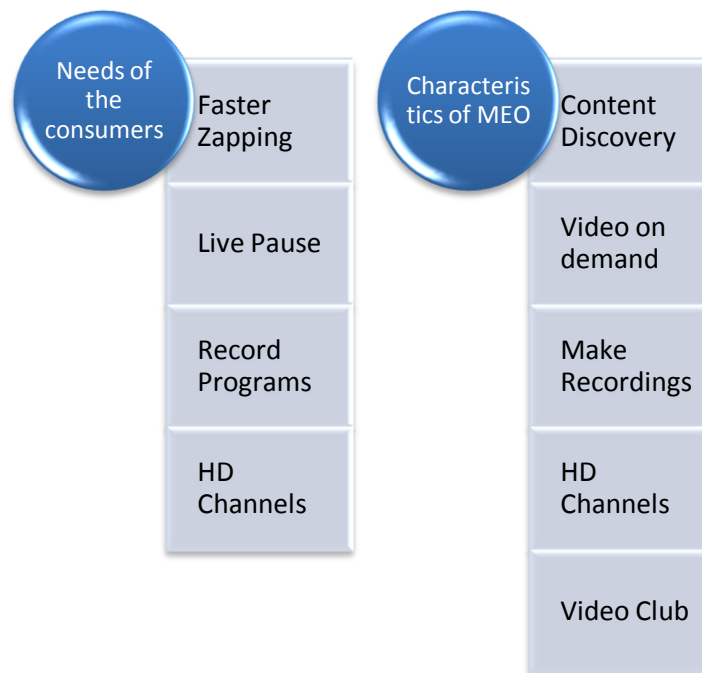 Needs of
the
consumers
Faster
Zapping
Live Pause
Record
Programs
HD
Channels
Characteris
tics of MEO
Content
Discovery
Video on
demand
Make
Recordings
HD
Channels
Video Club